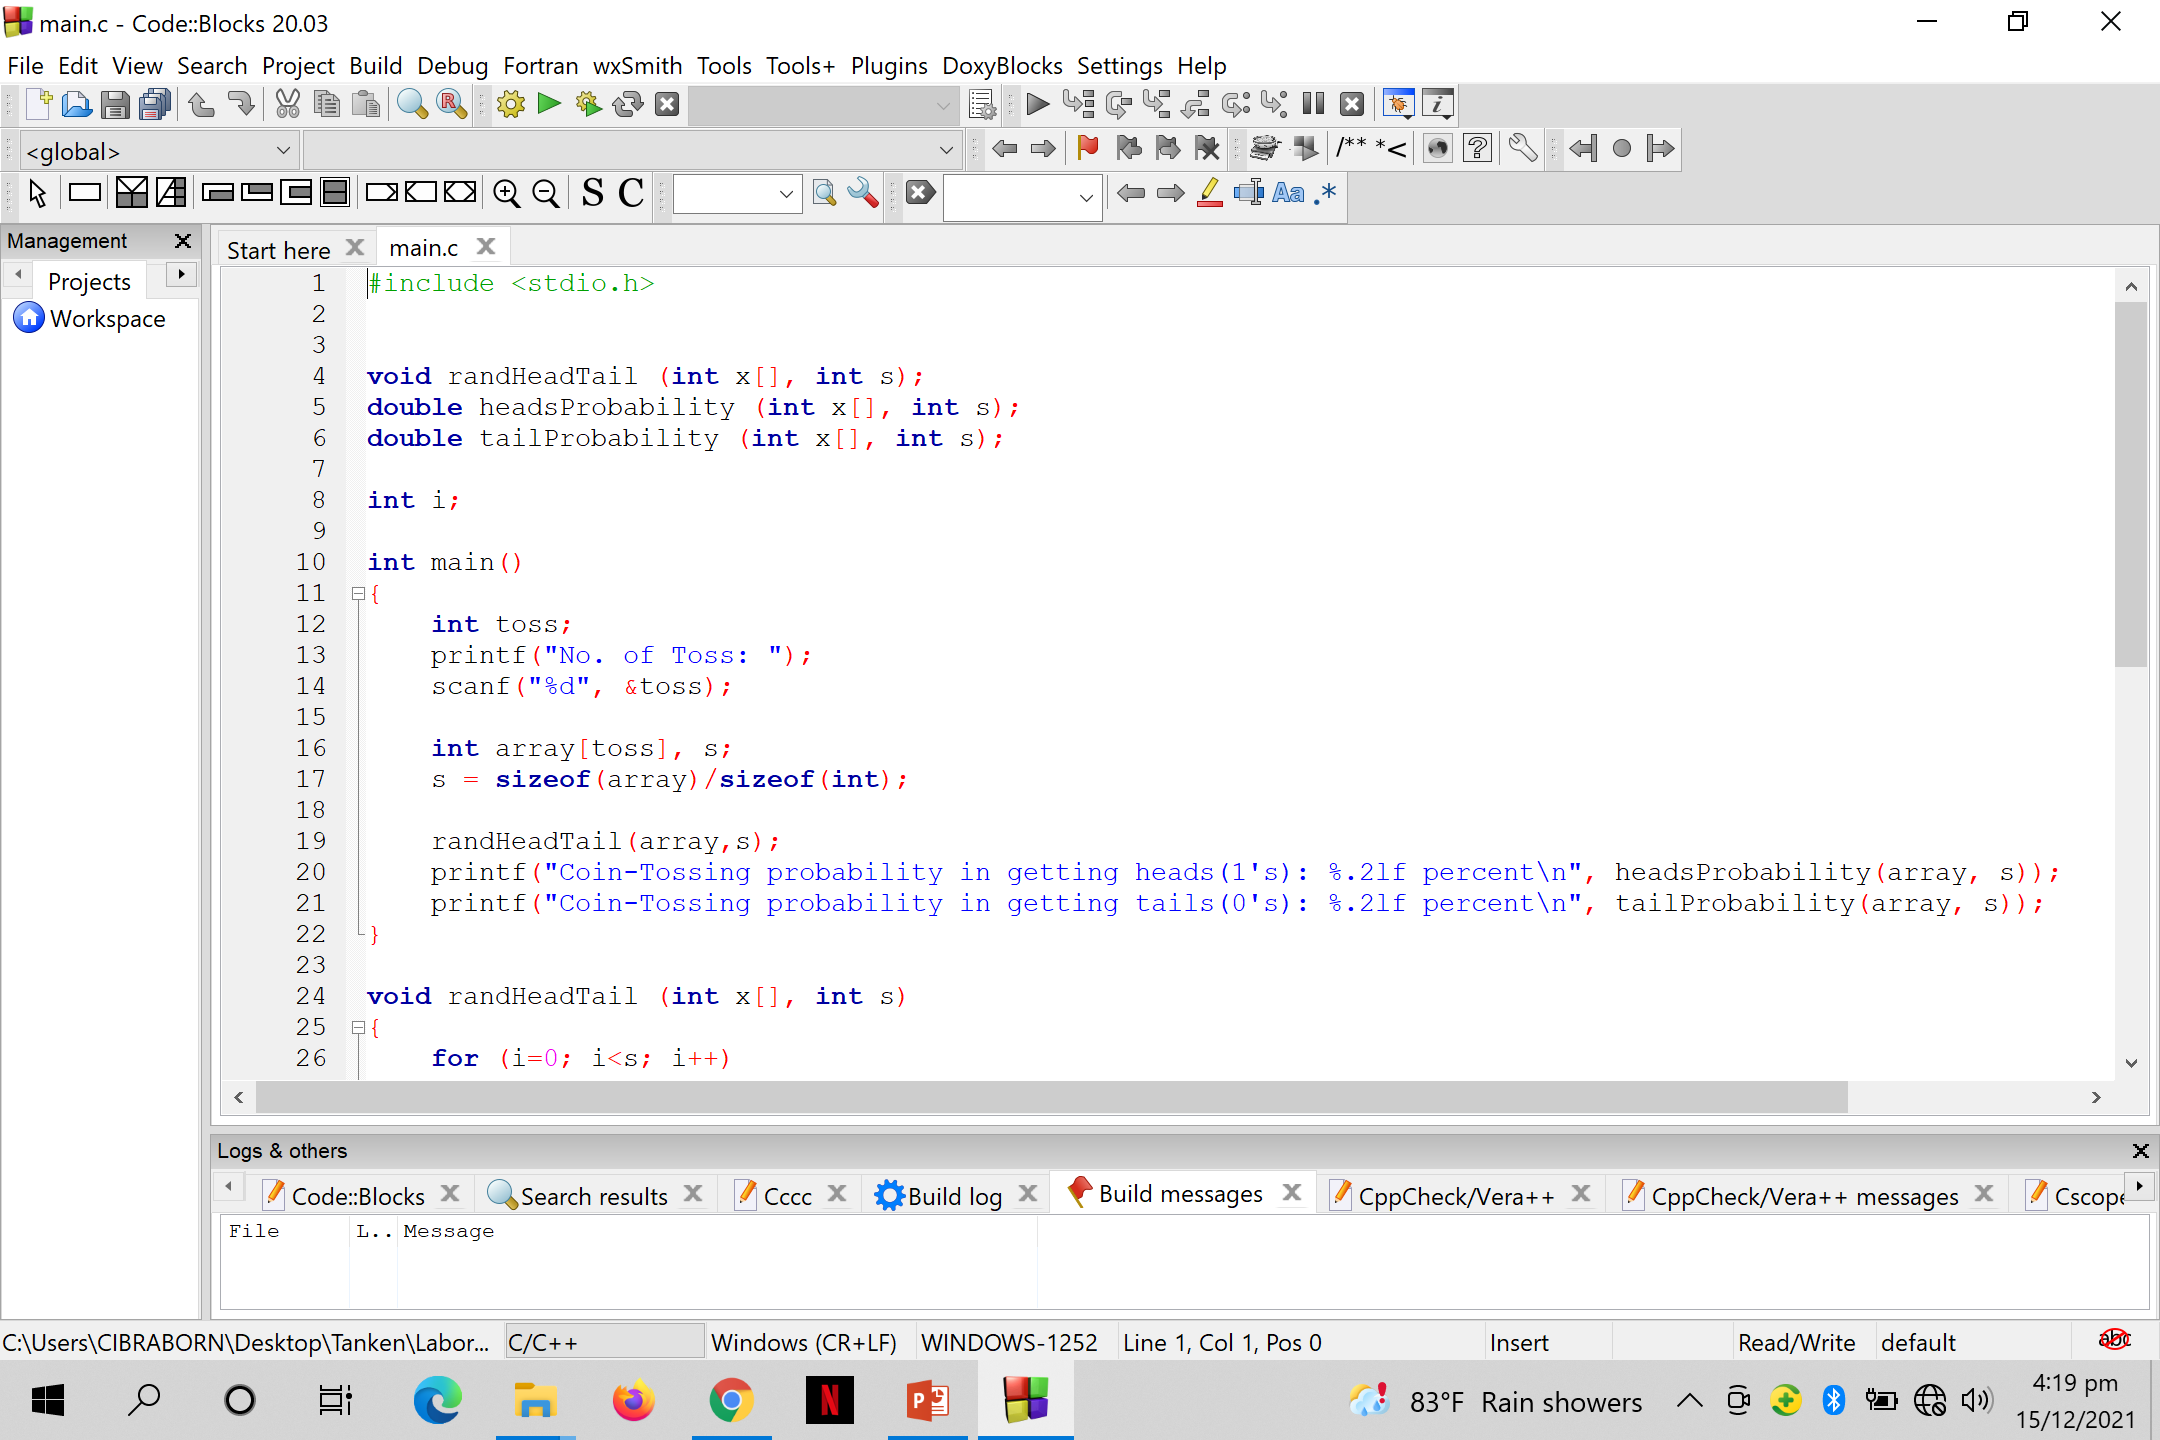 main.c - Code::Blocks 20.03
File Edit View Search Project Build Debug Fortran wxSmith Tools Tools+ Plugins DoxyBlocks Settings Help
<global>
/** *<
S C
Aa .*
Management
Projects
Workspace
Start here
main.c
1 #include <stdio.h>
2
3
4 void randHeadTail (int x[], int s);
5 double headsProbability (int x[], int s);
6 double tailProbability (int x[], int s);
7
8 int i;
9
10 int main()
11 {
12 int toss;
13 printf("No. of Toss: ");
14 scanf("%d", &toss);
15
16 int array[toss], s;
17 s = sizeof(array)/sizeof(int);
18
19 randHeadTail(array,s);
20 printf("Coin-Tossing probability in getting heads(1's): %.2lf percent\n", headsProbability(array, s));
21 printf("Coin-Tossing probability in getting tails(0's): %.2lf percent\n", tailProbability(array, s));
22 }
23
24 void randHeadTail (int x[], int s)
25 {
26 for (i=0; i<s; i++)
Logs & others
Code::Blocks
Search results
Cccc
Build log
Build messages
CppCheck/Vera++
CppCheck/Vera++ messages
Cscope
File L.. Message
C:\Users\CIBRABORN\Desktop\Tanken\Labor... C/C++ Windows (CR+LF) WINDOWS-1252 Line 1, Col 1, Pos 0 Insert Read/Write default abc
83°F Rain showers
4:19 pm
15/12/2021